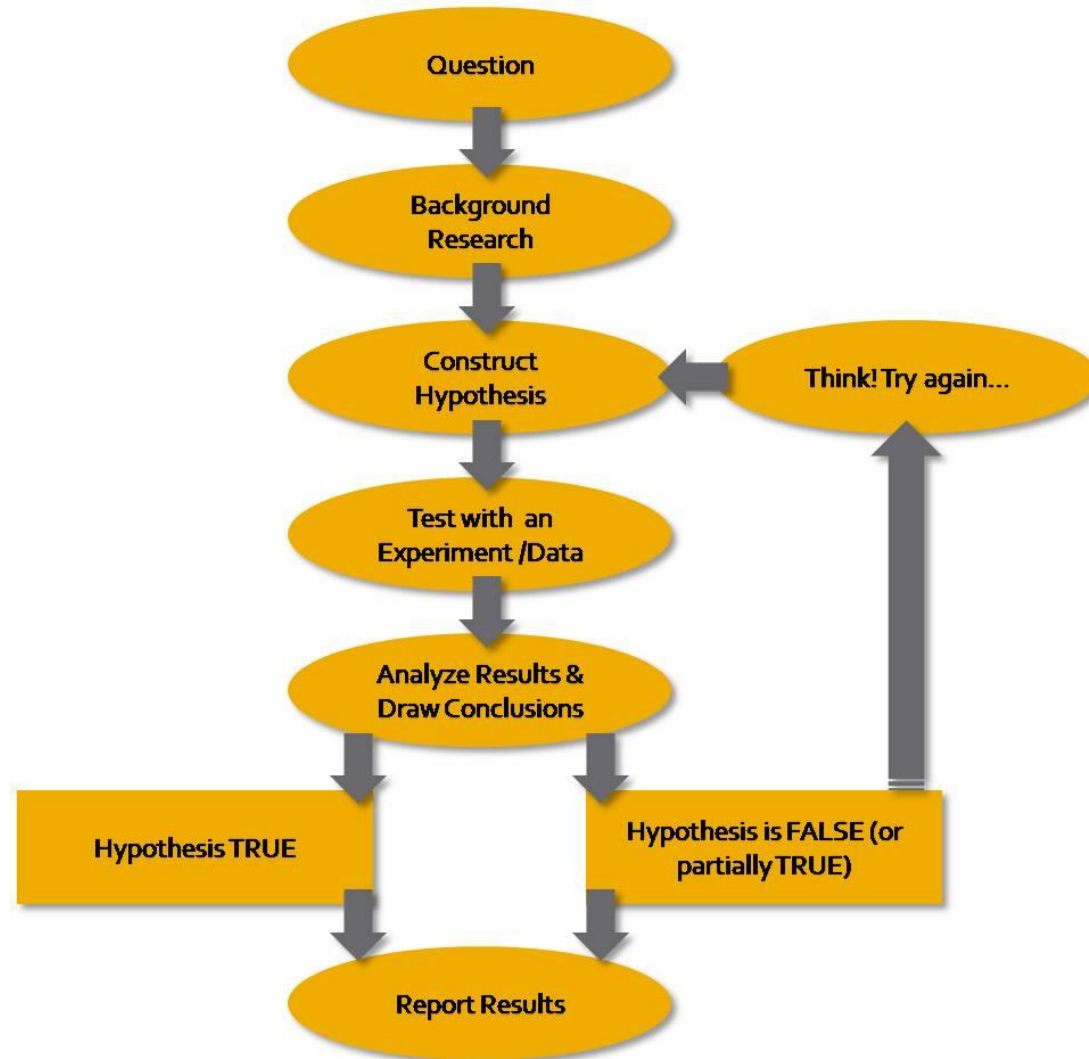 Question
Background
Research
Construct
Hypothesis
Think! Try again...
Test with an
Experiment /Data
Analyze Results &
Draw Conclusions
Hypothesis TRUE
Hypothesis is FALSE (or
partially TRUE)
Report Results